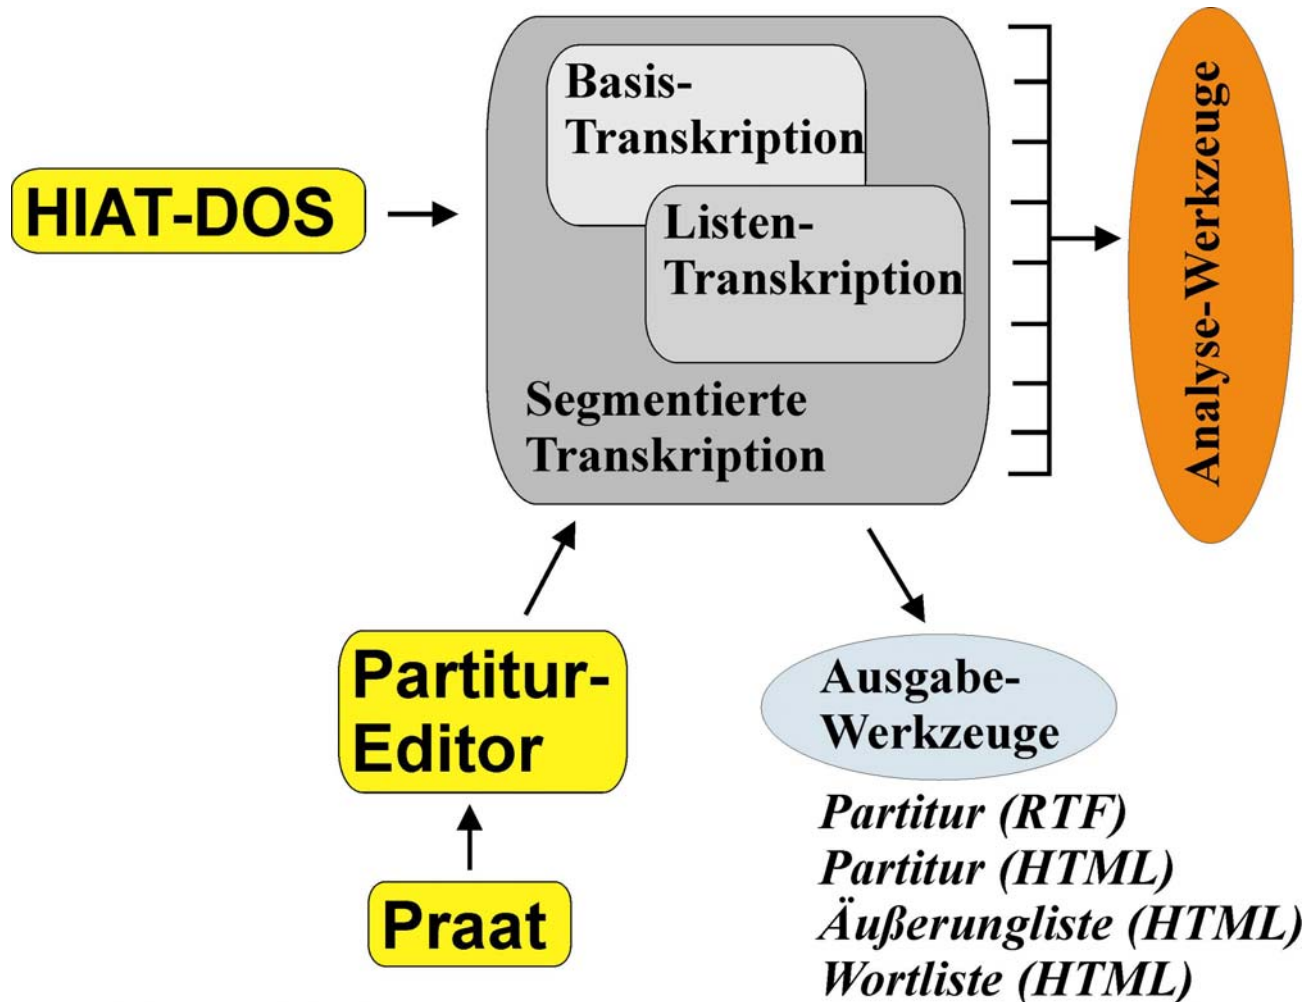 Basis-
Transkription
HIAT-DOS
Listen-
Transkription
Segmentierte
Transkription
Analyse-Werkzeuge
Partitur-
Editor
Praat
Ausgabe-
Werkzeuge
Partitur (RTF)
Partitur (HTML)
Äußerungliste (HTML)
Wortliste (HTML)